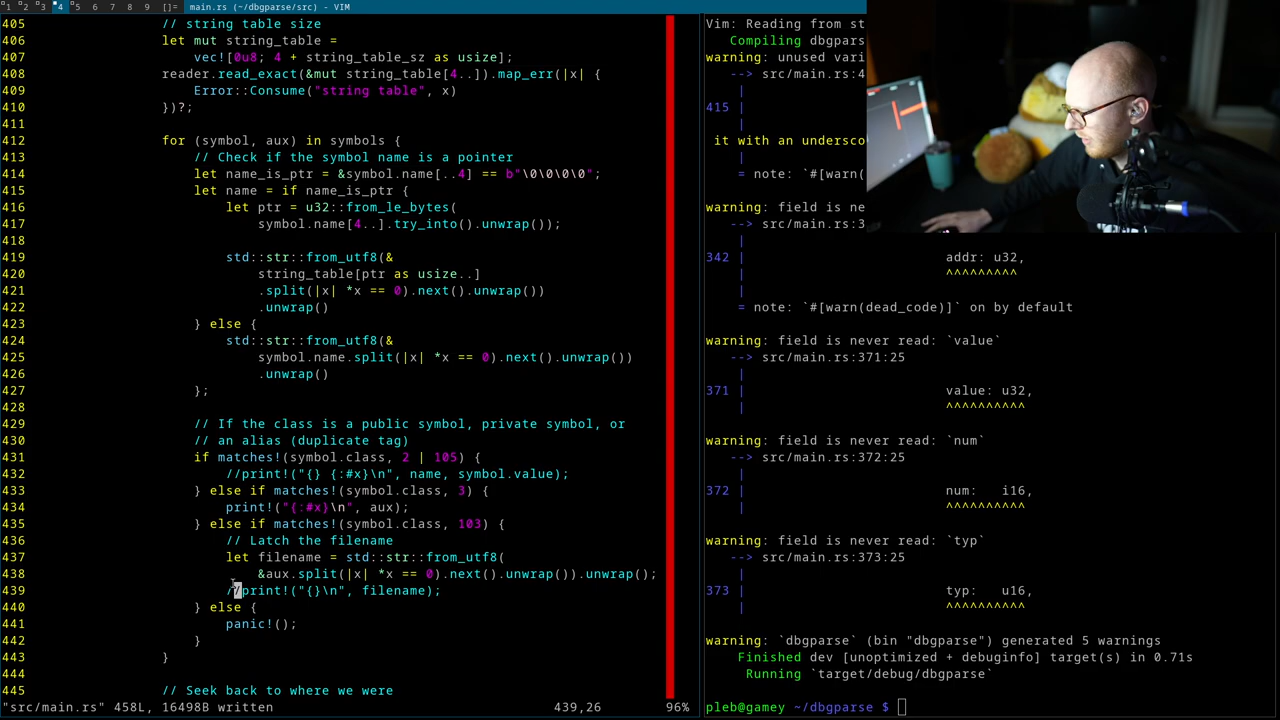 1 2 3 4 5 6 7 8 9 []= main.rs (~/dbgparse/src) - VIM
405 // string table size
406 let mut string_table =
407 vec![0u8; 4 + string_table_sz as usize];
408 reader.read_exact(&mut string_table[4..]).map_err(|x| {
409 Error::Consume("string table", x)
410 })?;
411
412 for (symbol, aux) in symbols {
413 // Check if the symbol name is a pointer
414 let name_is_ptr = &symbol.name[..4] == b"\0\0\0\0";
415 let name = if name_is_ptr {
416 let ptr = u32::from_le_bytes(
417 symbol.name[4..].try_into().unwrap());
418
419 std::str::from_utf8(&
420 string_table[ptr as usize..]
421 .split(|x| *x == 0).next().unwrap())
422 .unwrap()
423 } else {
424 std::str::from_utf8(&
425 symbol.name.split(|x| *x == 0).next().unwrap())
426 .unwrap()
427 };
428
429 // If the class is a public symbol, private symbol, or
430 // an alias (duplicate tag)
431 if matches!(symbol.class, 2 | 105) {
432 //print!("{} {:#x}\n", name, symbol.value);
433 } else if matches!(symbol.class, 3) {
434 print!("{:#x}\n", aux);
435 } else if matches!(symbol.class, 103) {
436 // Latch the filename
437 let filename = std::str::from_utf8(
438 &aux.split(|x| *x == 0).next().unwrap()).unwrap();
439 //print!("{}\n", filename);
440 } else {
441 panic!();
442 }
443 }
444
445 // Seek back to where we were
"src/main.rs" 458L, 16498B written 439,26 96%
Vim: Reading from st
Compiling dbgpars
warning: unused vari
--> src/main.rs:4
|
415 |
|
it with an undersco
= note: `#[warn(
warning: field is ne
--> src/main.rs:3
|
342 | addr: u32,
| ^^^^^^^^^
|
= note: `#[warn(dead_code)]` on by default
warning: field is never read: `value`
--> src/main.rs:371:25
|
371 | value: u32,
| ^^^^^^^^^^
warning: field is never read: `num`
--> src/main.rs:372:25
|
372 | num: i16,
| ^^^^^^^^^^
warning: field is never read: `typ`
--> src/main.rs:373:25
|
373 | typ: u16,
| ^^^^^^^^^^
warning: `dbgparse` (bin "dbgparse") generated 5 warnings
Finished dev [unoptimized + debuginfo] target(s) in 0.71s
Running `target/debug/dbgparse`
pleb@gamey ~/dbgparse $